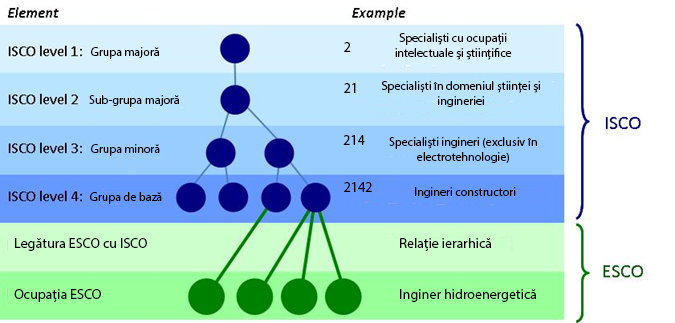 Element Example
ISCO level 1: Grupa majoră 2 Specialiști cu ocupații
intelectuale și științifice
ISCO level 2 Sub-grupa majoră 21 Specialiști în domeniul științei și
ingineriei
ISCO level 3: Grupa minoră 214 Specialiști ingineri (exclusiv în
electrotehnologie)
ISCO level 4: Grupa de bază 2142 Ingineri constructori
ISCO
Legătura ESCO cu ISCO Relație ierarhică
Ocupația ESCO Inginer hidroenergetică
ESCO